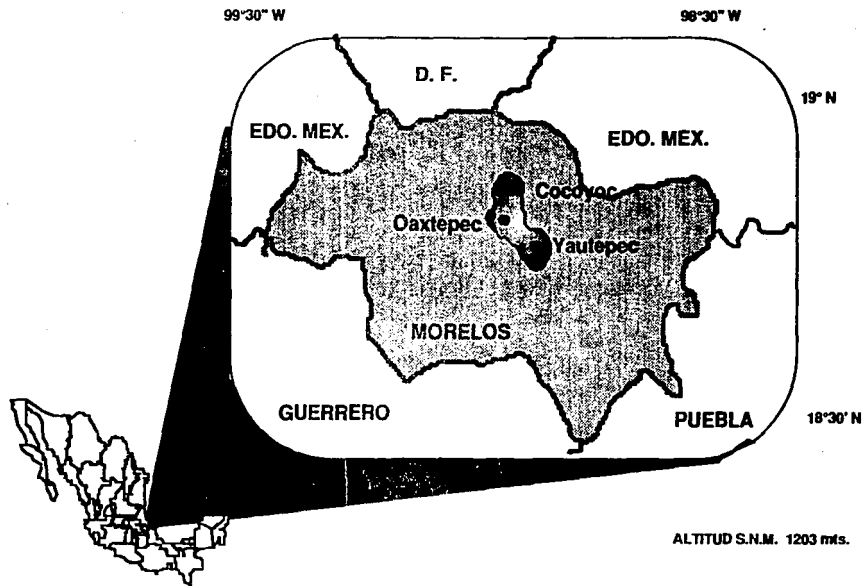 99°30" W
98°30" W
D. F.
19° N
EDO. MEX.
EDO. MEX.
Cocoyoc
Oaxtepec
Yautepec
MORELOS
GUERRERO
PUEBLA
18°30' N
ALTITUD S.N.M. 1203 mts.